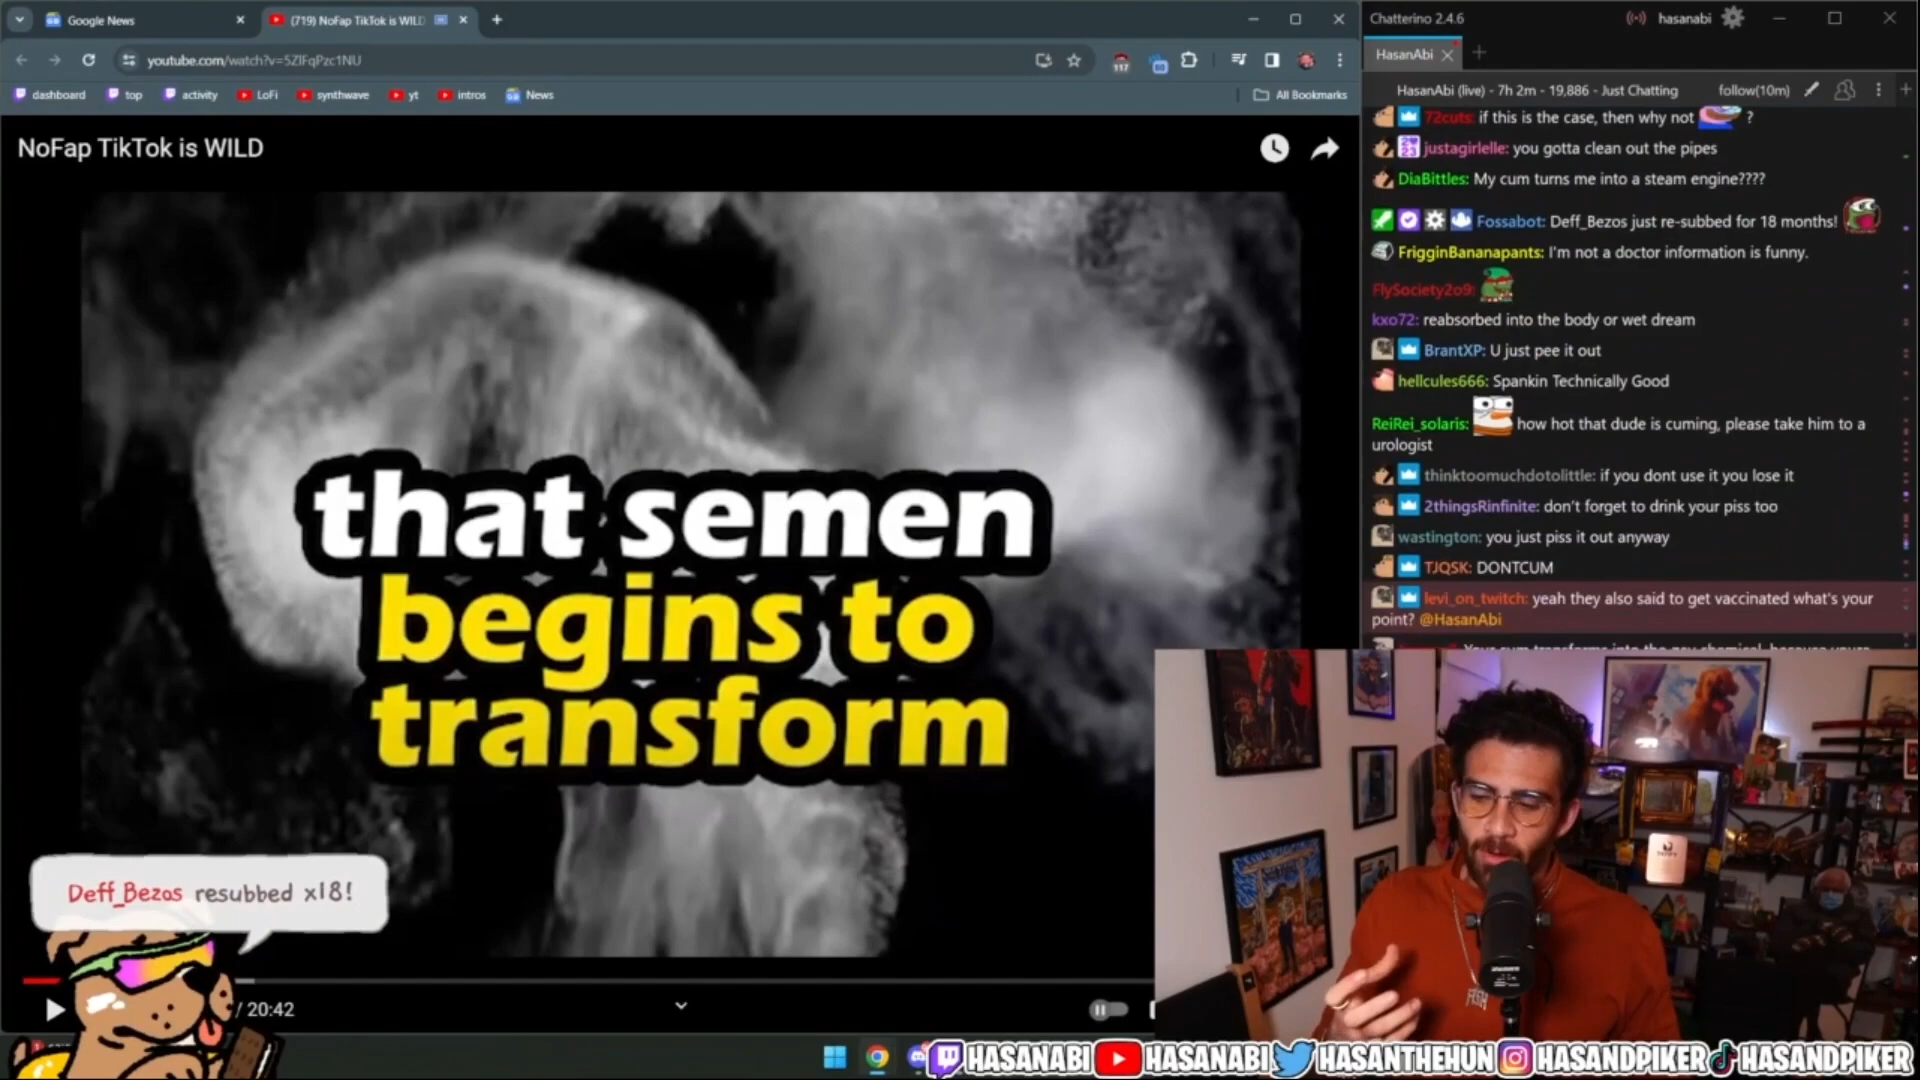 Google News
(719) NoFap TikTok is WILD
youtube.com/watch?v=5ZIFqPzc1NU
117
dashboard
top
activity
LoFi
synthwave
yt
intros
News
All Bookmarks
NoFap TikTok is WILD
that semen
begins to
transform
Deff_Bezos resubbed x18!
/ 20:42
Chatterino 2.4.6
hasanabi
HasanAbi
HasanAbi (live) - 7h 2m - 19,886 - Just Chatting
follow(10m)
72cuts: if this is the case, then why not ?
justagirlelle: you gotta clean out the pipes
DiaBittles: My cum turns me into a steam engine????
Fossabot: Deff_Bezos just re-subbed for 18 months!
FrigginBananapants: I'm not a doctor information is funny.
FlySociety2o9:
kxo72: reabsorbed into the body or wet dream
BrantXP: U just pee it out
hellcules666: Spankin Technically Good
ReiRei_solaris: how hot that dude is cuming, please take him to a
urologist
thinktoomuchdotolittle: if you dont use it you lose it
2thingsRinfinite: don't forget to drink your piss too
wastington: you just piss it out anyway
TJQSK: DONTCUM
levi_on_twitch: yeah they also said to get vaccinated what's your
point? @HasanAbi
HASANABI
HASANABI
HASANTHEHUN
HASANDPIKER
HASANDPIKER